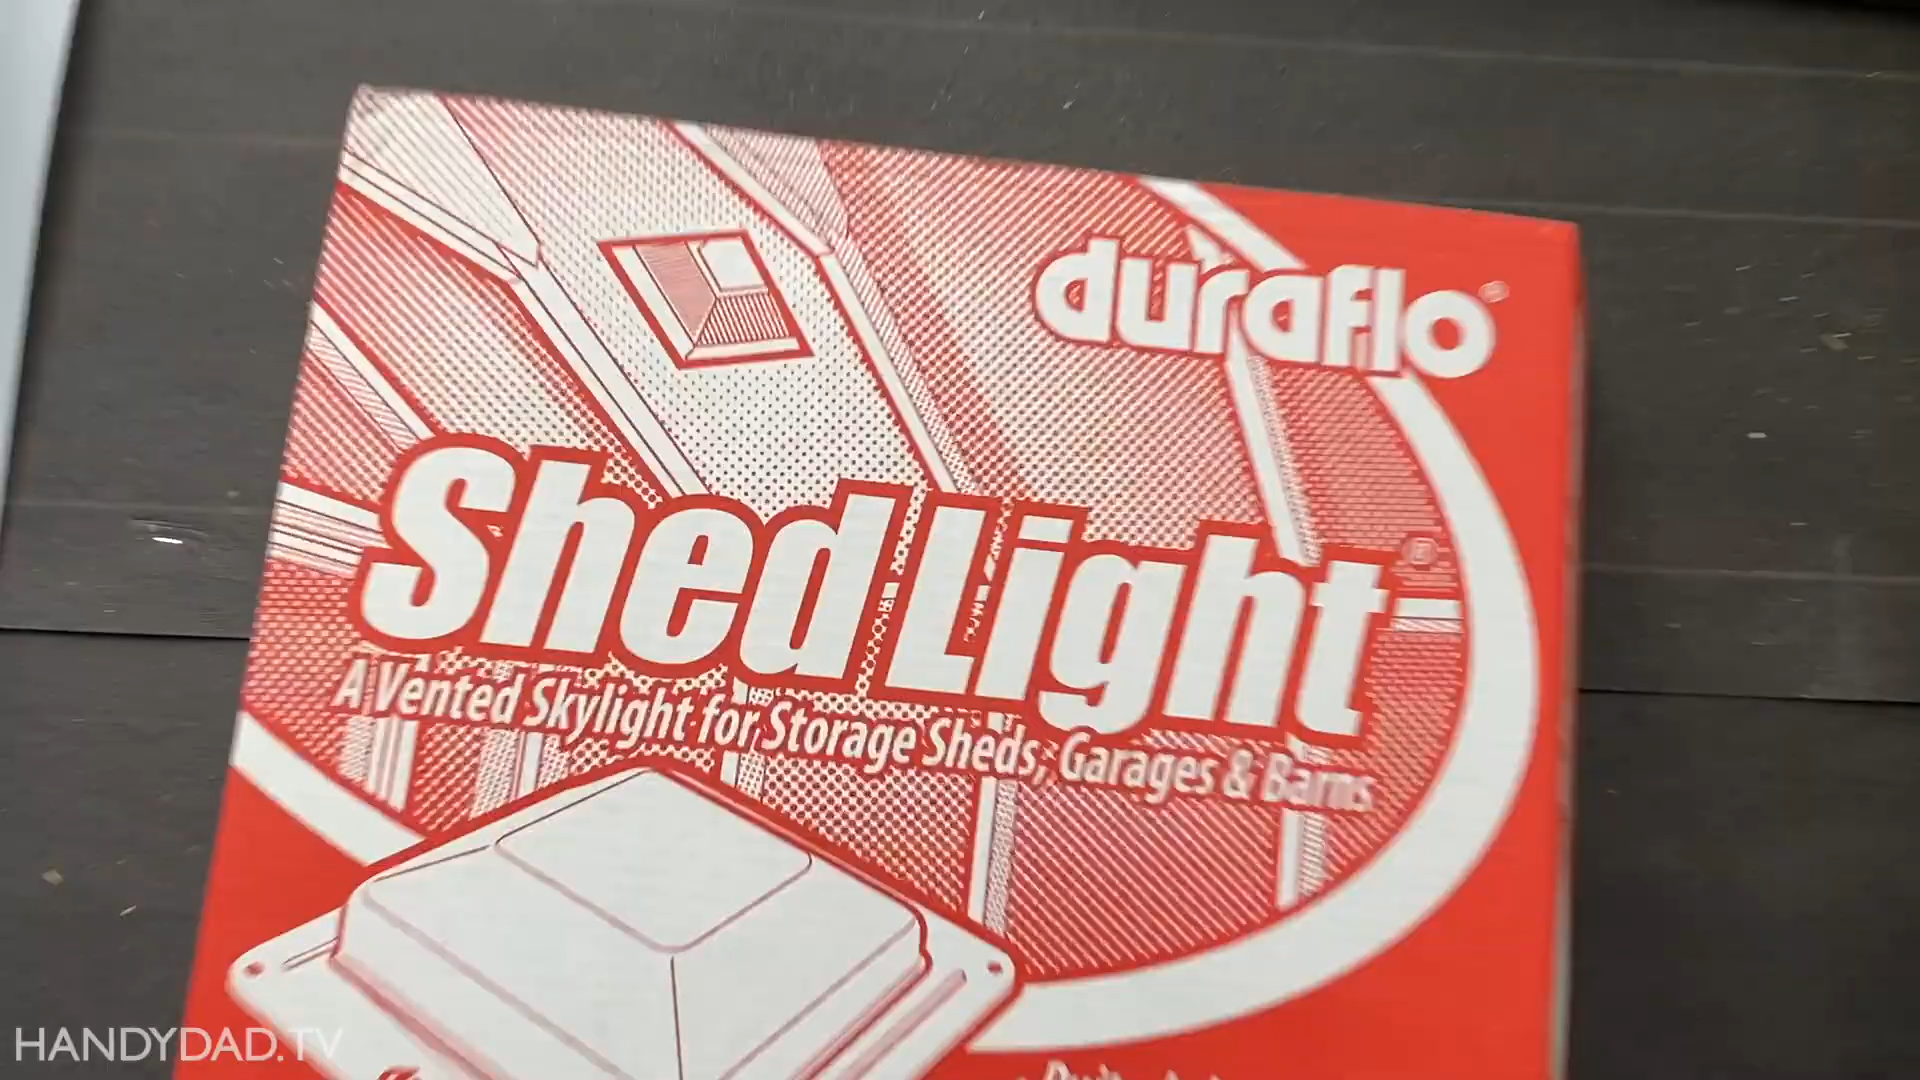 duraflo®
ShedLight®
A Vented Skylight for Storage Sheds, Garages & Barns
HANDYDAD.TV